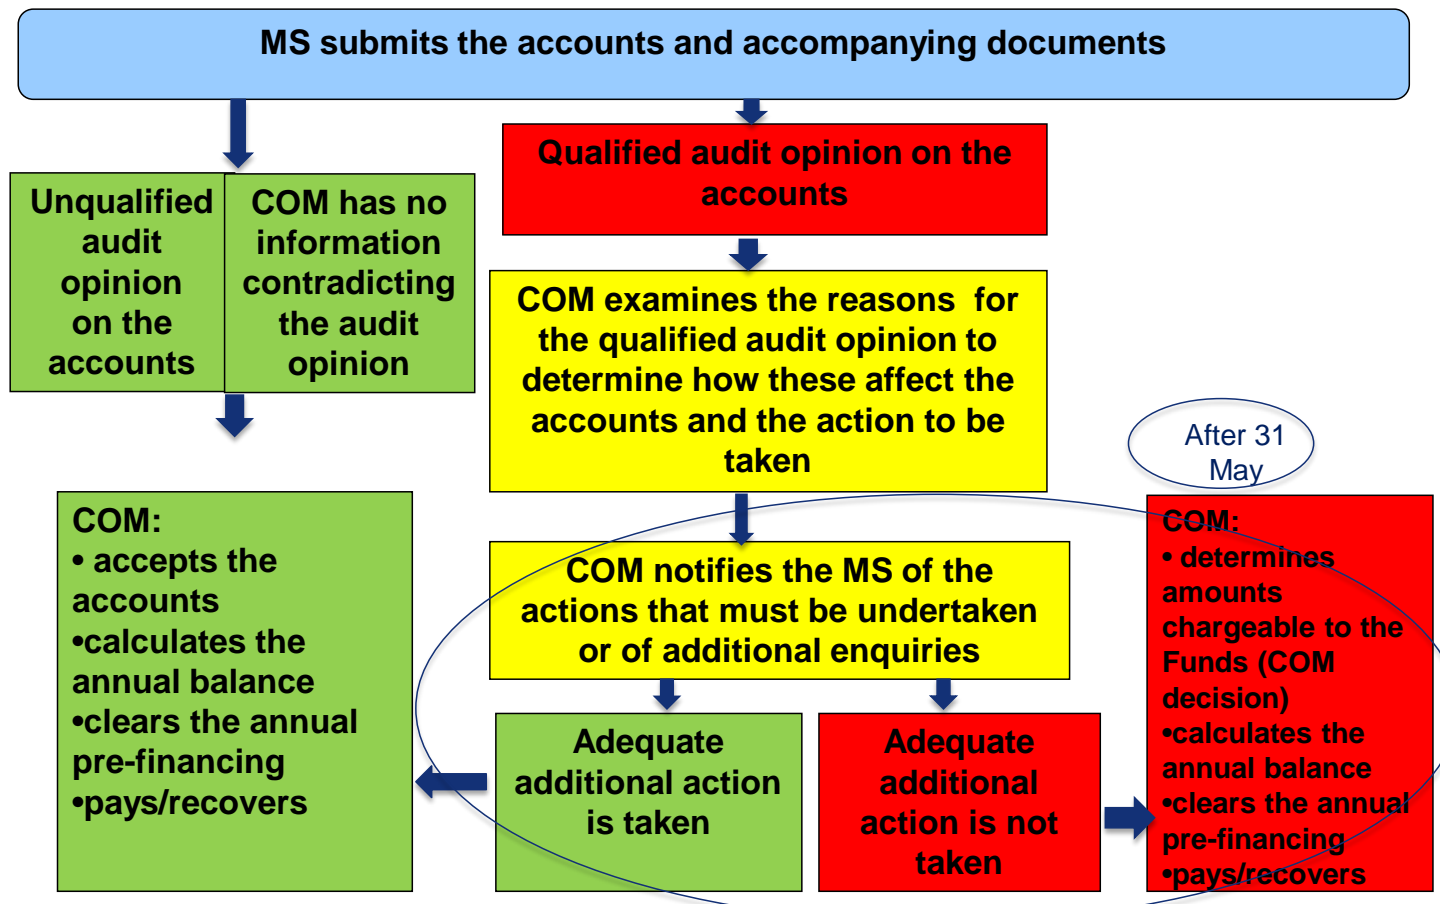 MS submits the accounts and accompanying documents
Unqualified
audit
opinion
on the
accounts
COM has no
information
contradicting
the audit
opinion
Qualified audit opinion on the
accounts
COM examines the reasons for
the qualified audit opinion to
determine how these affect the
accounts and the action to be
taken
COM notifies the MS of the
actions that must be undertaken
or of additional enquiries
Adequate
additional action
is taken
Adequate
additional
action is not
taken
COM:
• accepts the
accounts
•calculates the
annual balance
•clears the annual
pre-financing
•pays/recovers
After 31
May
COM:
• determines
amounts
chargeable to the
Funds (COM
decision)
•calculates the
annual balance
•clears the annual
pre-financing
•pays/recovers